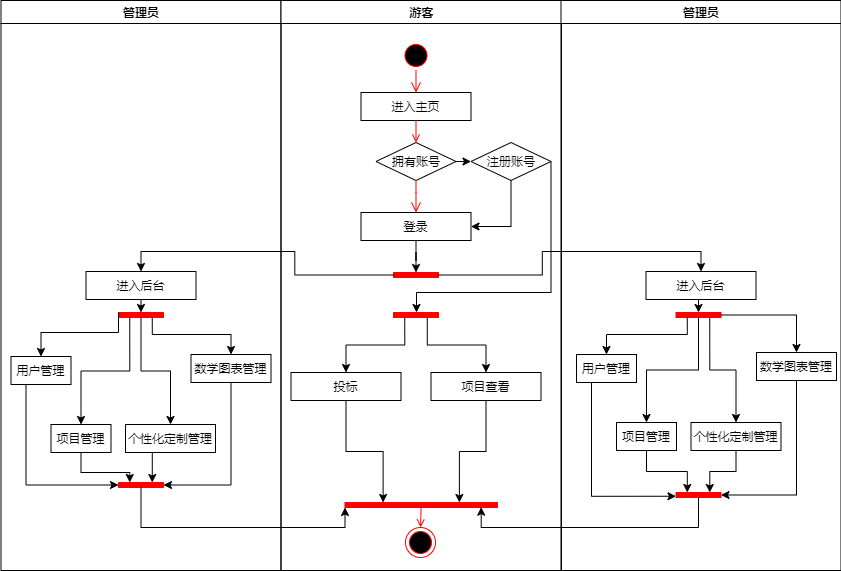 管理员
游客
管理员
进入主页
拥有账号
注册账号
登录
进入后台
进入后台
用户管理
数学图表管理
投标
项目查看
用户管理
数学图表管理
项目管理
个性化定制管理
项目管理
个性化定制管理